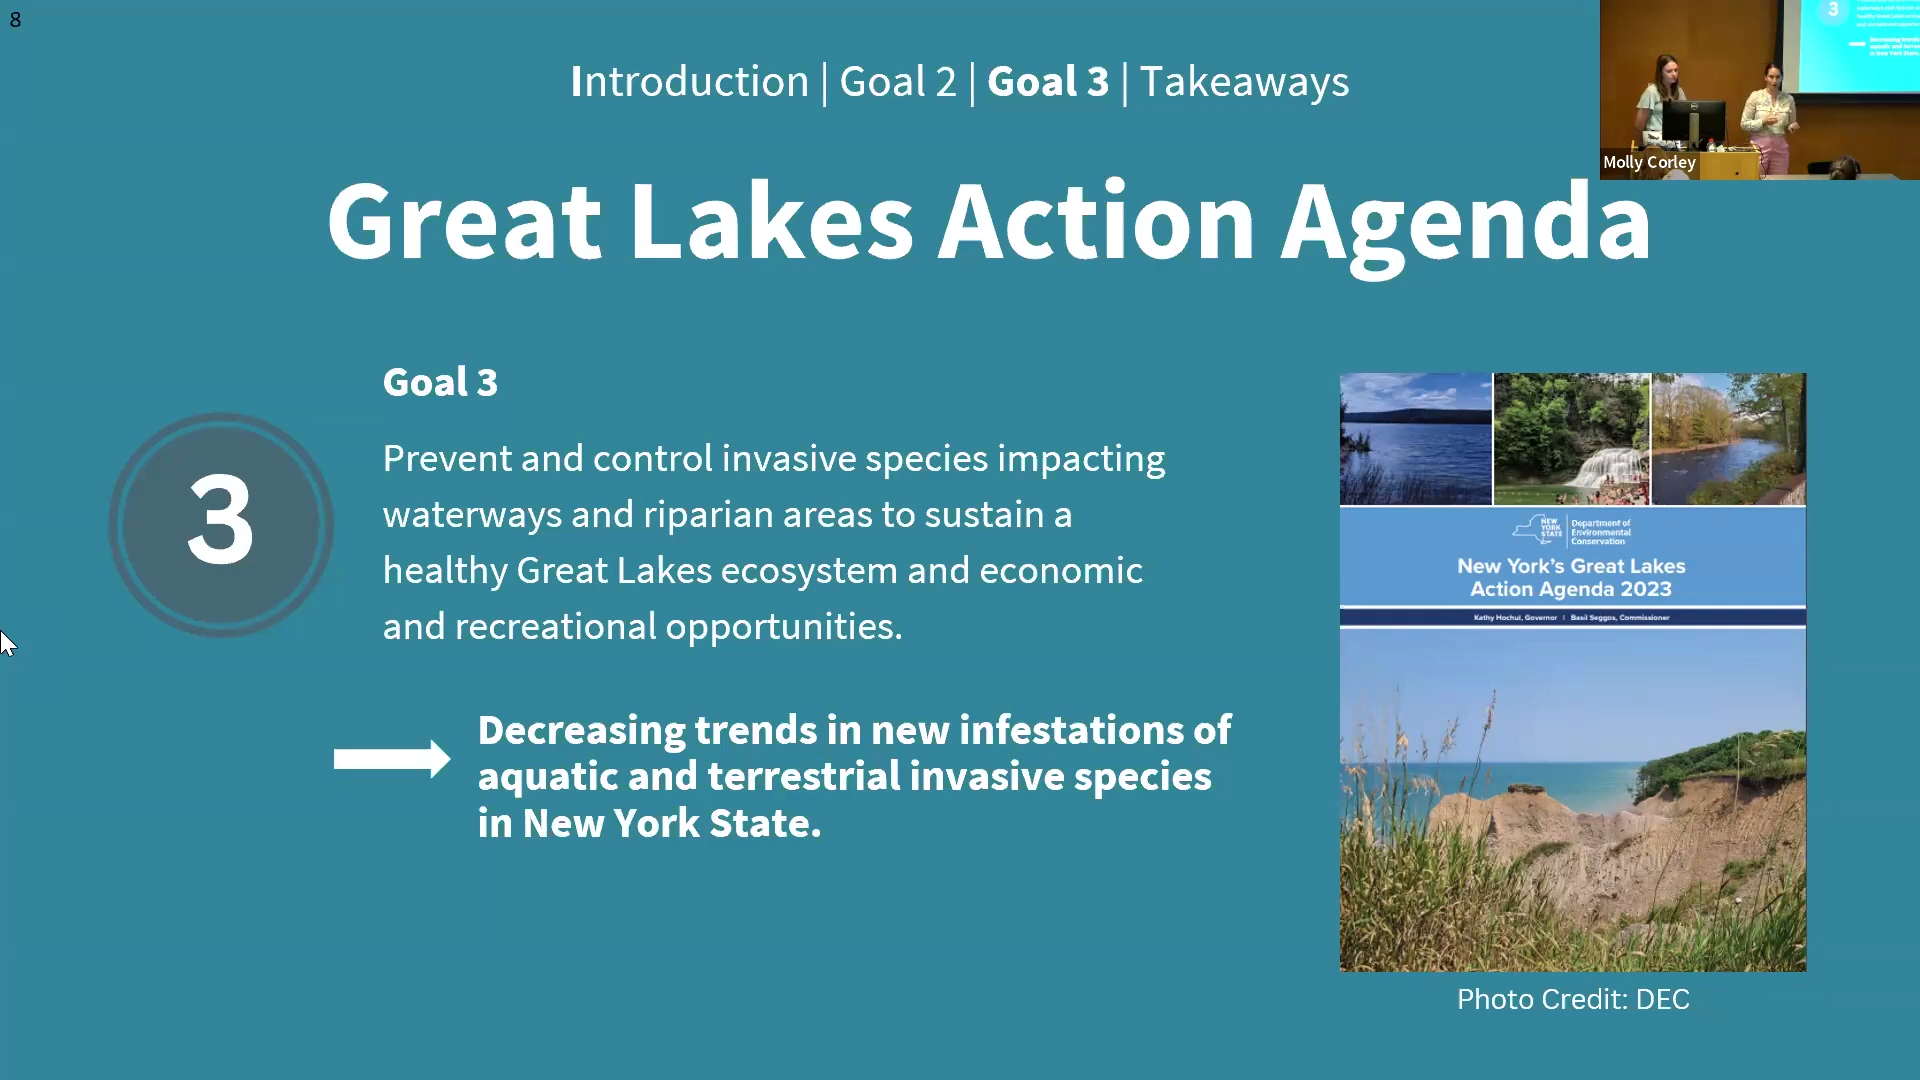 8
Introduction | Goal 2 | Goal 3 | Takeaways
Molly Corley
Great Lakes Action Agenda
Goal 3
3
Prevent and control invasive species impacting
waterways and riparian areas to sustain a
healthy Great Lakes ecosystem and economic
and recreational opportunities.
Decreasing trends in new infestations of
aquatic and terrestrial invasive species
in New York State.
NEW
YORK
STATE
Department of
Environmental
Conservation
New York's Great Lakes
Action Agenda 2023
Kathy Hochul, Governor | Basil Seggos, Commissioner
Photo Credit: DEC